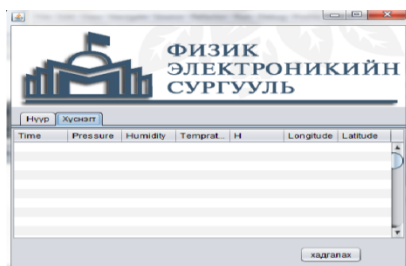 ФИЗИК
ЭЛЕКТРОНИКИЙН
СУРГУУЛЬ
Нүүр Хүснэгт
Time Pressure Humidity Temprat... H Longitude Latitude
хадгалах